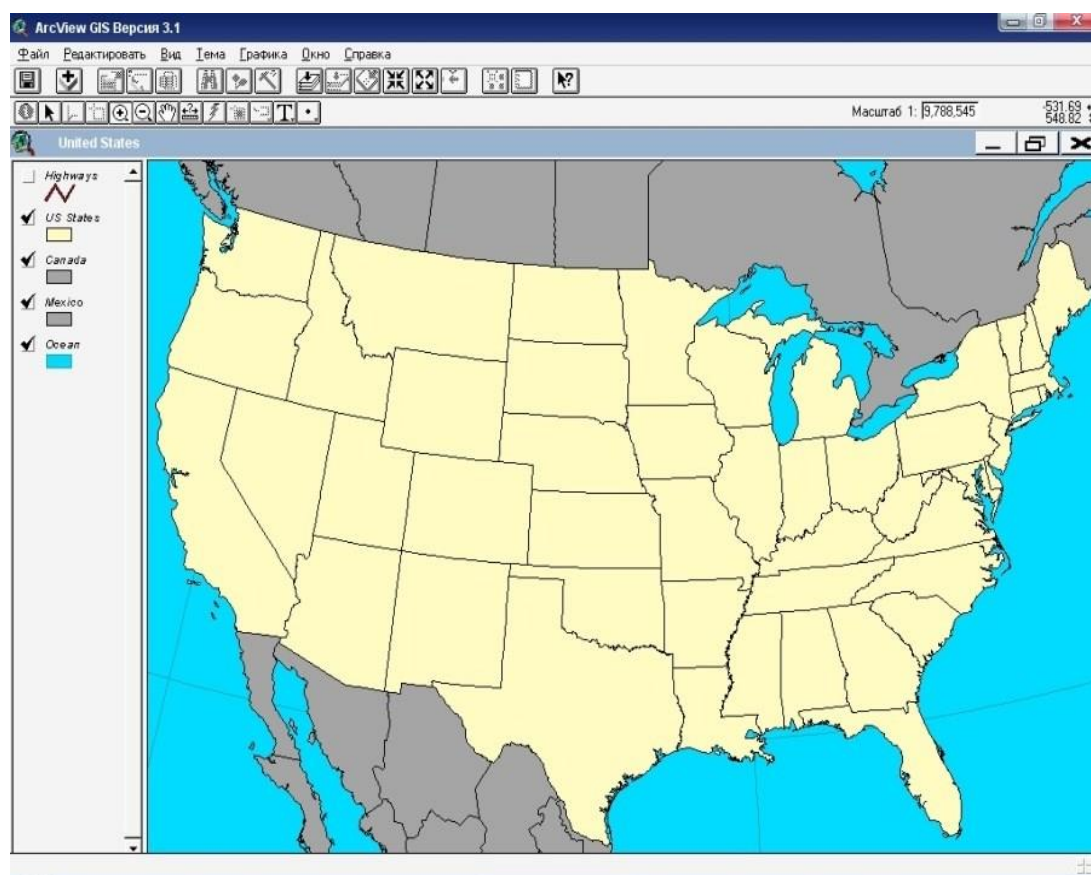 ArcView GIS Версия 3.1
Файл Редактировать Вид Тема Графика Окно Справка
Масштаб 1: 9,788,545
-531.69
548.82
United States
Highways
US States
Canada
Mexico
Ocean